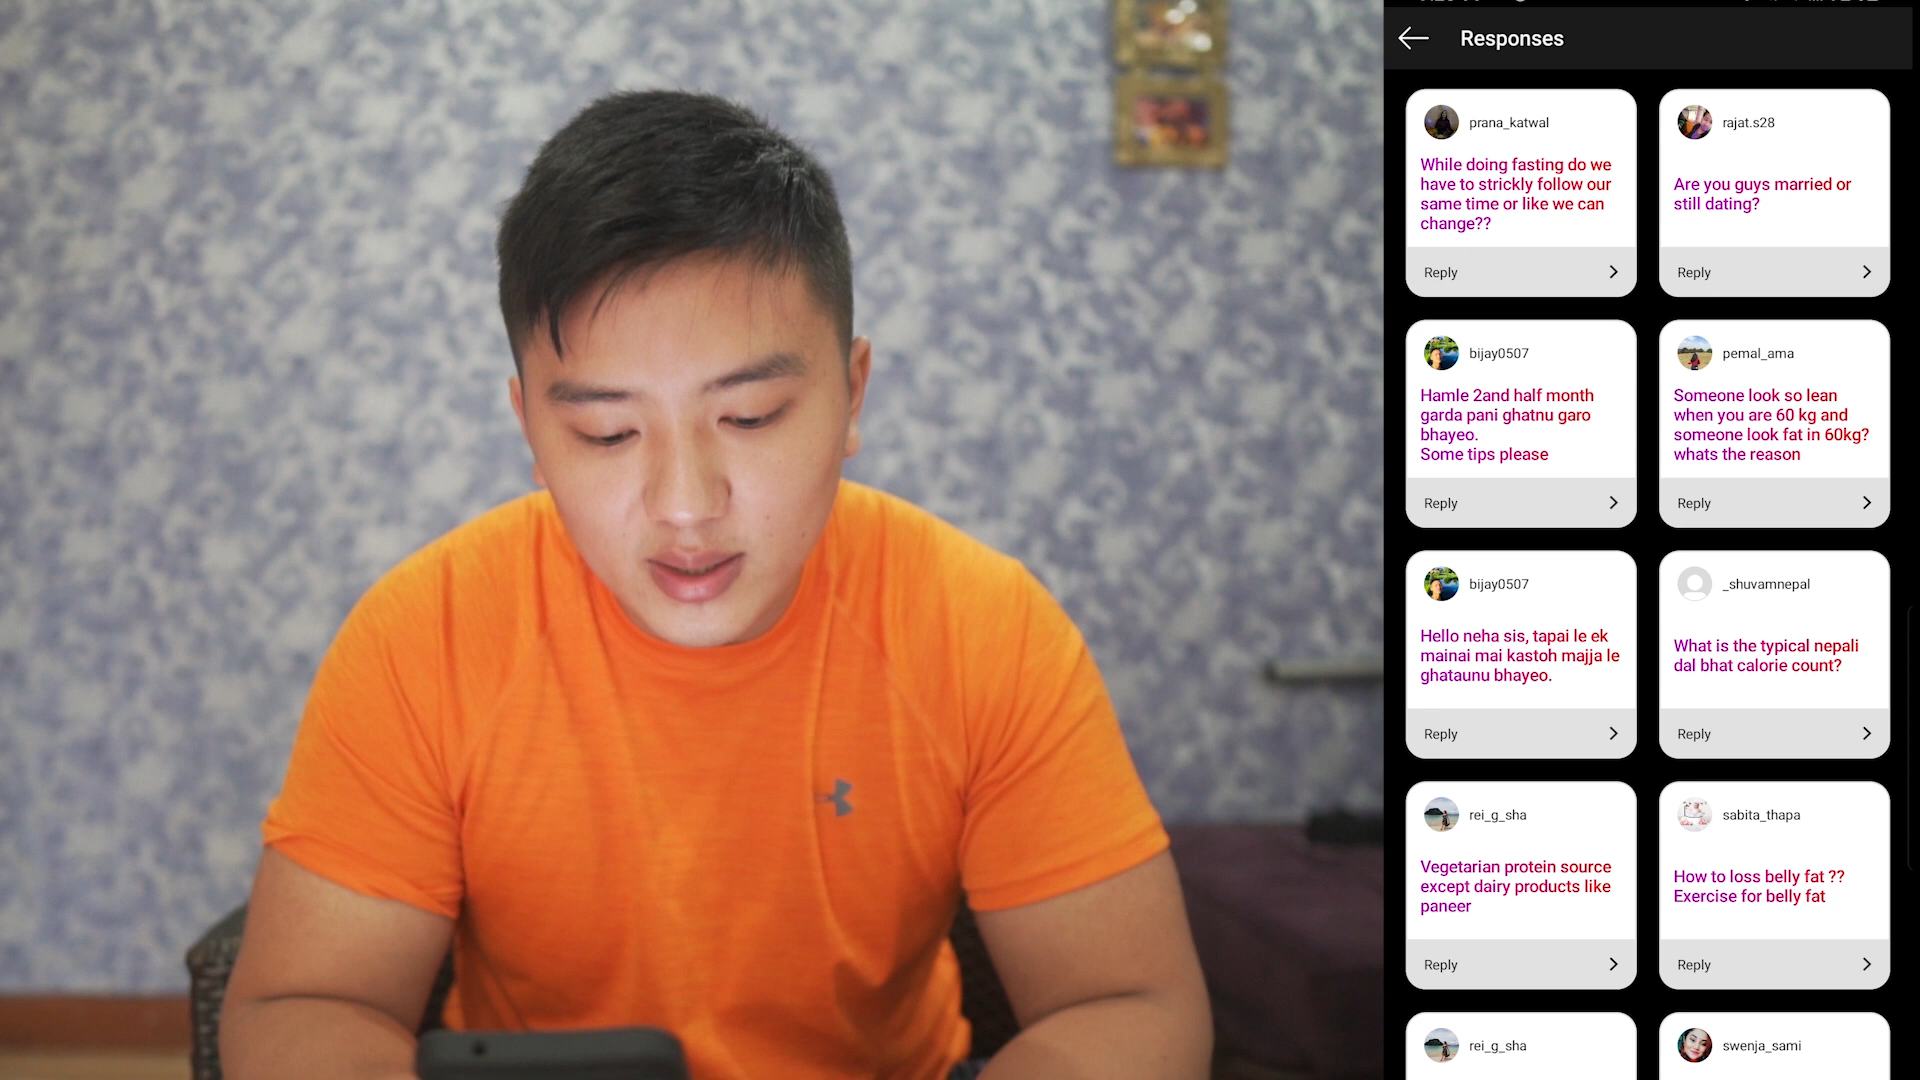 Responses
prana_katwal
While doing fasting do we
have to strickly follow our
same time or like we can
change??
Reply
rajat.s28
Are you guys married or
still dating?
Reply
bijay0507
Hamle 2and half month
garda pani ghatnu garo
bhayeo.
Some tips please
Reply
pemal_ama
Someone look so lean
when you are 60 kg and
someone look fat in 60kg?
whats the reason
Reply
bijay0507
Hello neha sis, tapai le ek
mainai mai kastoh majja le
ghataunu bhayeo.
Reply
_shuvamnepal
What is the typical nepali
dal bhat calorie count?
Reply
rei_g_sha
Vegetarian protein source
except dairy products like
paneer
Reply
sabita_thapa
How to loss belly fat ??
Exercise for belly fat
Reply
rei_g_sha
swenja_sami